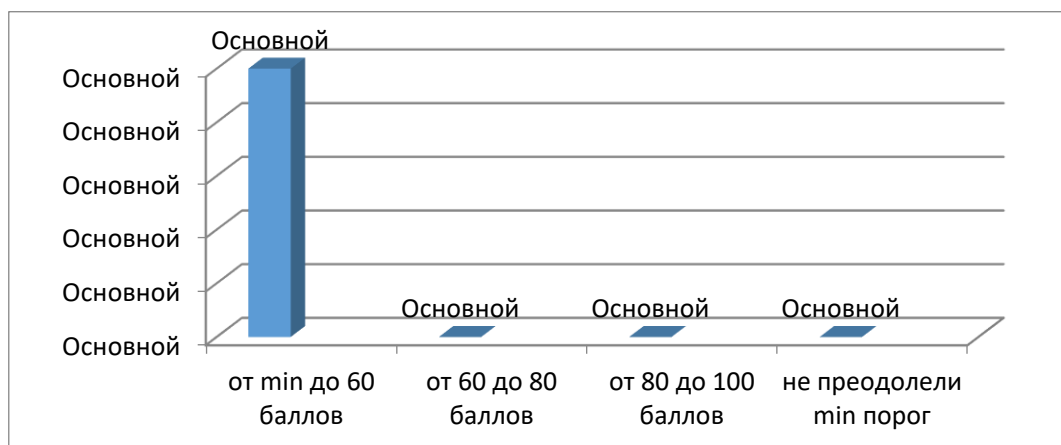 Основной
Основной
Основной
Основной
Основной
Основной
Основной
Основной
Основной
Основной
от min до 60
баллов
от 60 до 80
баллов
от 80 до 100
баллов
не преодолели
min порог